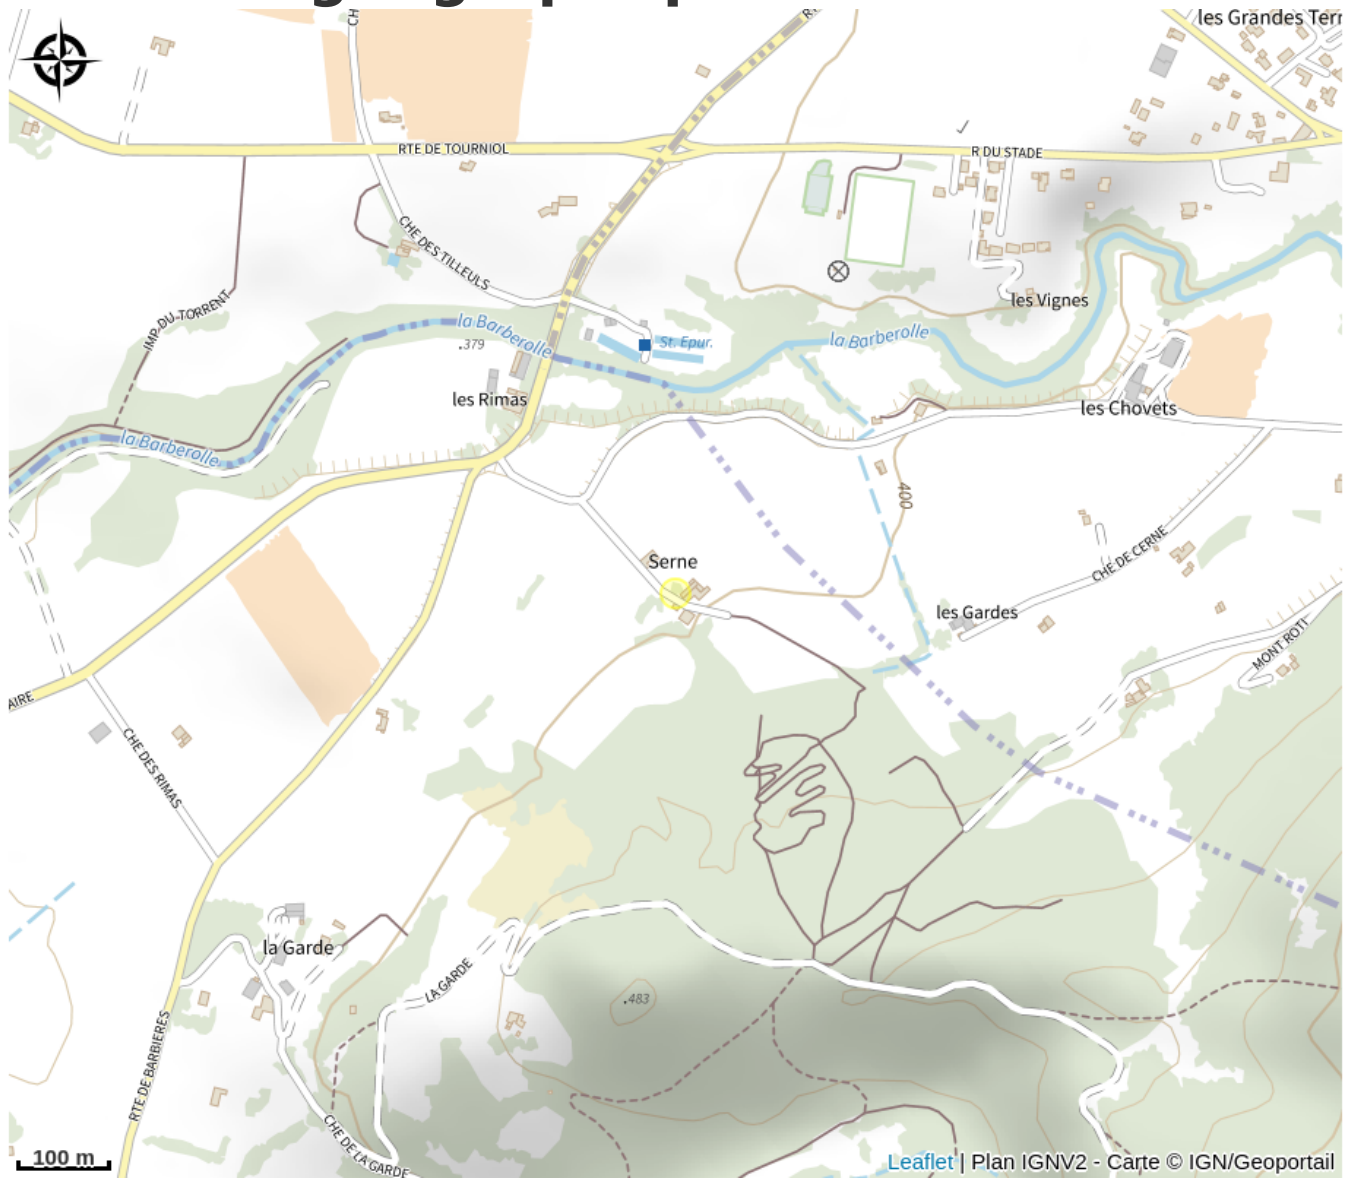 les Grandes Terr
CH
RTE DE TOURNIOL
R DU STADE
CHE DES TILLEULS
les Vignes
IMP DU TORRENT
la Barberolle
la Barberolle
.379
St. Epur.
les Rimas
les Chovets
la Barberolle
400
Serne
CHE DE CERNE
les Gardes
MONT ROTI
AIRE
CHE DES RIMAS
la Garde
LA GARDE
.483
RTE DE BARBIERES
CHE DE LA GARDE
100 m
Leaflet | Plan IGNV2 - Carte © IGN/Geoportail